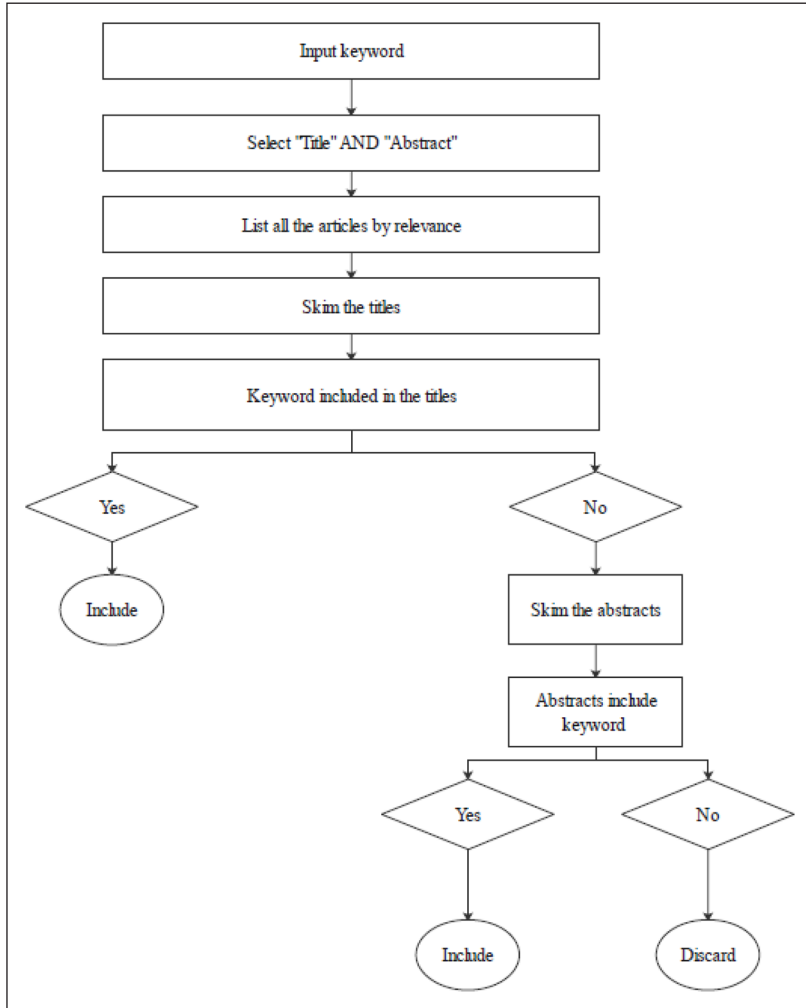 Input keyword
Select "Title" AND "Abstract"
List all the articles by relevance
Skim the titles
Keyword included in the titles
Yes
No
Include
Skim the abstracts
Abstracts include
keyword
Yes
No
Include
Discard